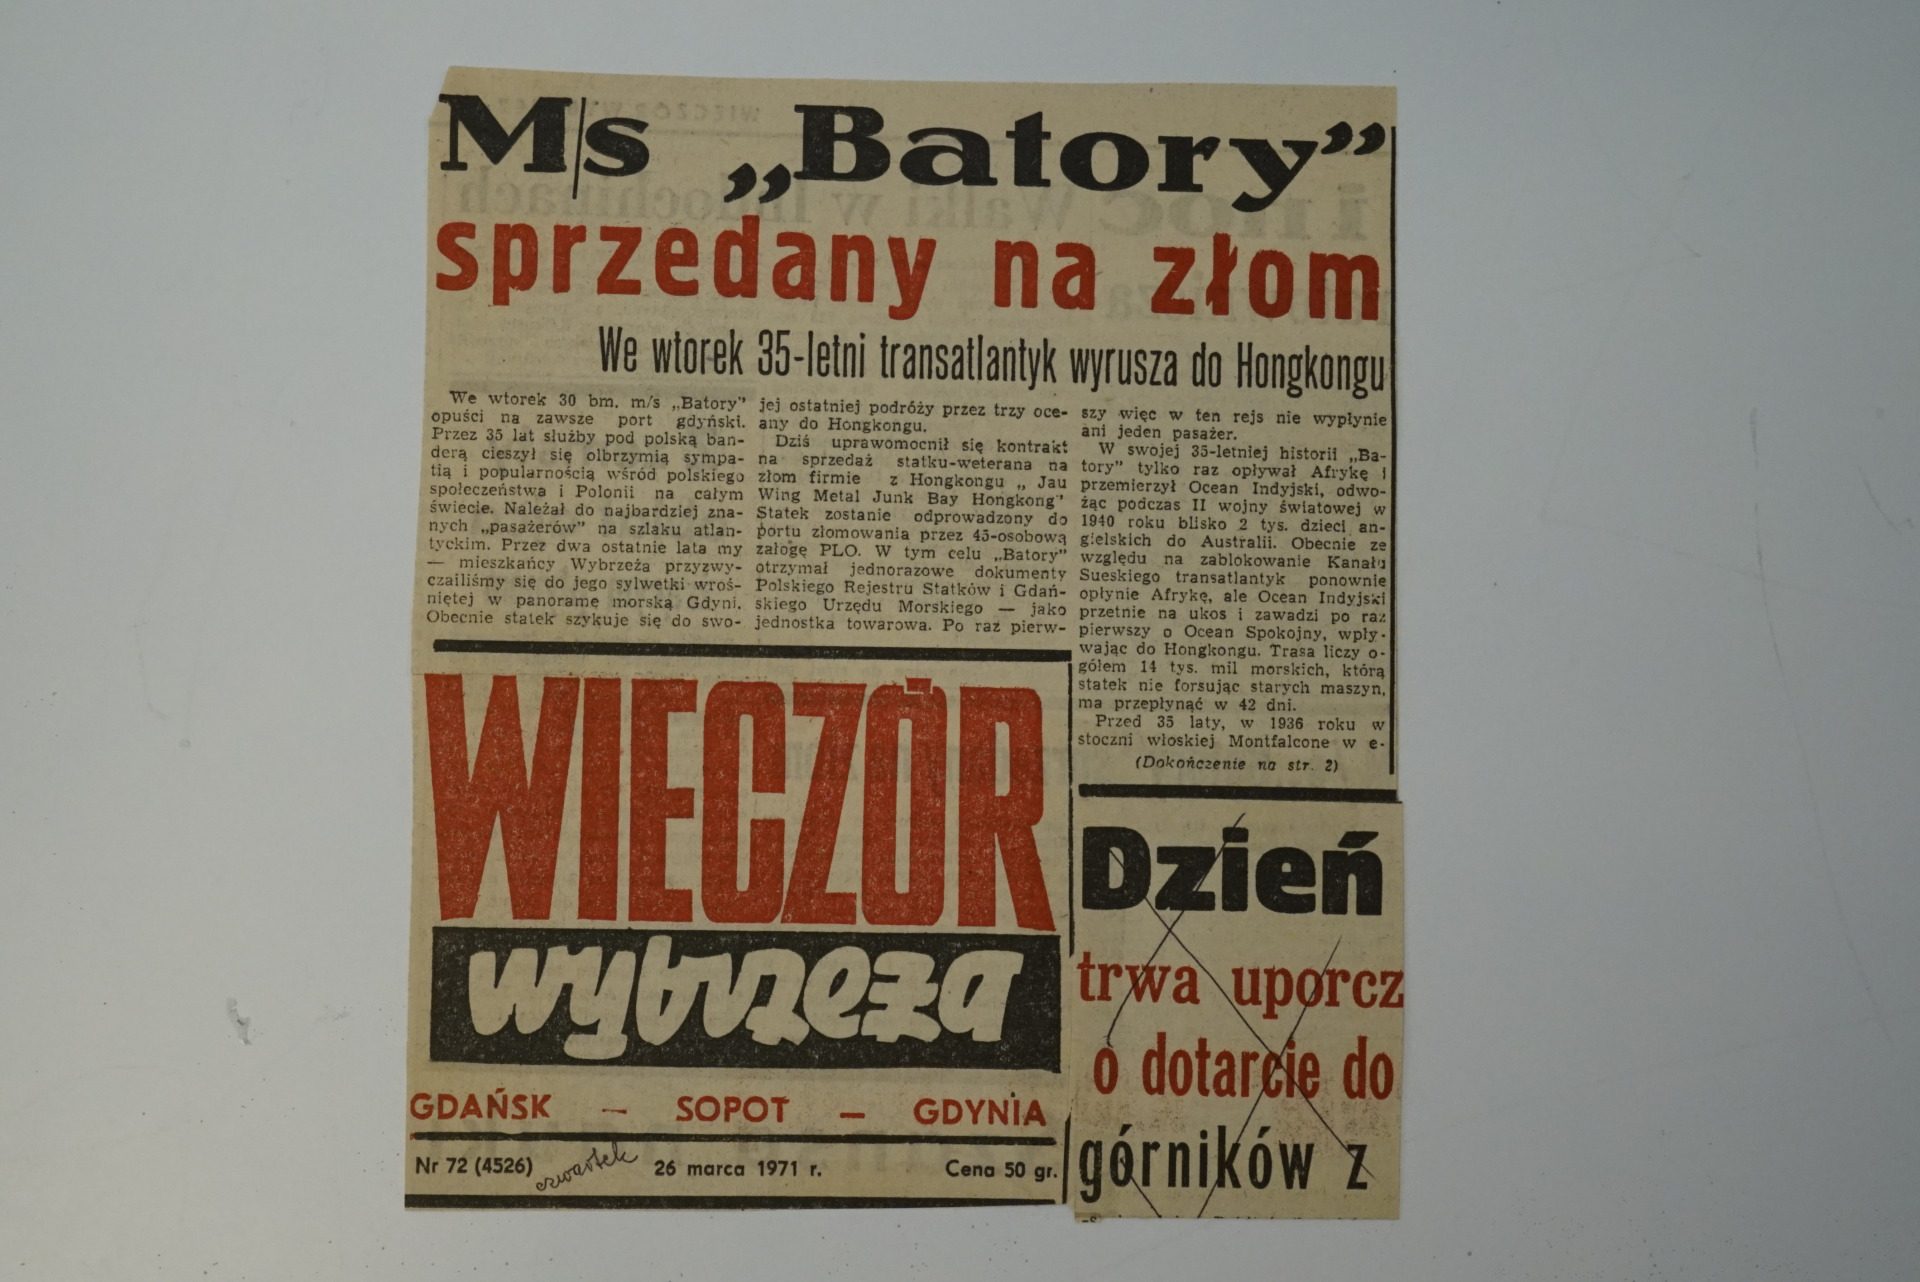 M/s „Batory”
sprzedany na złom
We wtorek 35-letni transatlantyk wyrusza do Hongkongu
We wtorek 30 bm. m/s „Batory”
opuści na zawsze port gdyński.
Przez 35 lat służby pod polską ban-
derą cieszył się olbrzymią sympa-
tią i popularnością wśród polskiego
społeczeństwa i Polonii na całym
świecie. Należał do najbardziej zna-
nych „pasażerów” na szlaku atlan-
tyckim. Przez dwa ostatnie lata my
— mieszkańcy Wybrzeża przyzwy-
czailiśmy się do jego sylwetki wroś-
niętej w panoramę morską Gdyni.
Obecnie statek szykuje się do swo-
jej ostatniej podróży przez trzy oce-
any do Hongkongu.
Dziś uprawomocnił się kontrakt
na sprzedaż statku-weterana na
złom firmie z Hongkongu „ Jau
Wing Metal Junk Bay Hongkong”
Statek zostanie odprowadzony do
portu złomowania przez 45-osobową
załogę PLO. W tym celu „Batory”
otrzymał jednorazowe dokumenty
Polskiego Rejestru Statków i Gdań-
skiego Urzędu Morskiego — jako
jednostka towarowa. Po raz pierw-
szy więc w ten rejs nie wypłynie
ani jeden pasażer.
W swojej 35-letniej historii „Ba-
tory” tylko raz opływał Afrykę i
przemierzył Ocean Indyjski, odwo-
żąc podczas II wojny światowej w
1940 roku blisko 2 tys. dzieci an-
gielskich do Australii. Obecnie ze
względu na zablokowanie Kanału
Sueskiego transatlantyk ponownie
opłynie Afrykę, ale Ocean Indyjski
przetnie na ukos i zawadzi po raz
pierwszy o Ocean Spokojny, wpły-
wając do Hongkongu. Trasa liczy o-
gółem 14 tys. mil morskich, którą
statek nie forsując starych maszyn,
ma przepłynąć w 42 dni.
Przed 35 laty, w 1936 roku w
stoczni włoskiej Montfalcone w e-
(Dokończenie na str. 2)
WIECZÓR
wybrzeża
GDAŃSK — SOPOT — GDYNIA
Nr 72 (4526) czwartek 26 marca 1971 r. Cena 50 gr.
Dzień
trwa uporcz
o dotarcie do
górników z